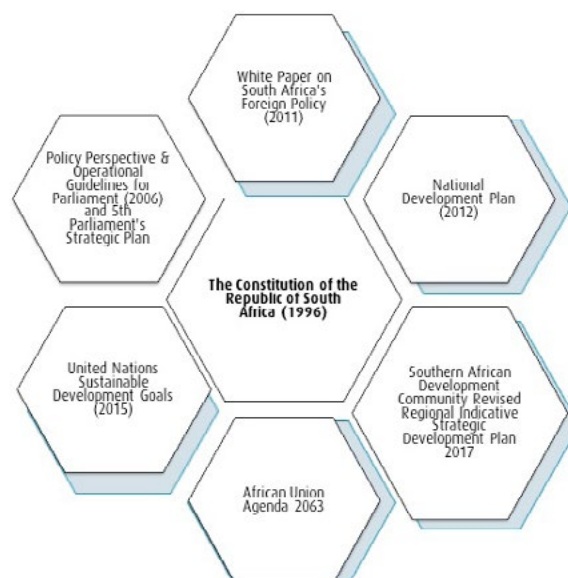 White Paper on
South Africa's
Foreign Policy
(2011)
Policy Perspective &
Operational
Guidelines for
Parliament (2006)
and 5th
Parliament's
Strategic Plan
National
Development Plan
(2012)
The Constitution of the
Republic of South
Africa (1996)
United Nations
Sustainable
Development Goals
(2015)
Southern African
Development
Community Revised
Regional Indicative
Strategic
Development Plan
2017
African Union
Agenda 2063